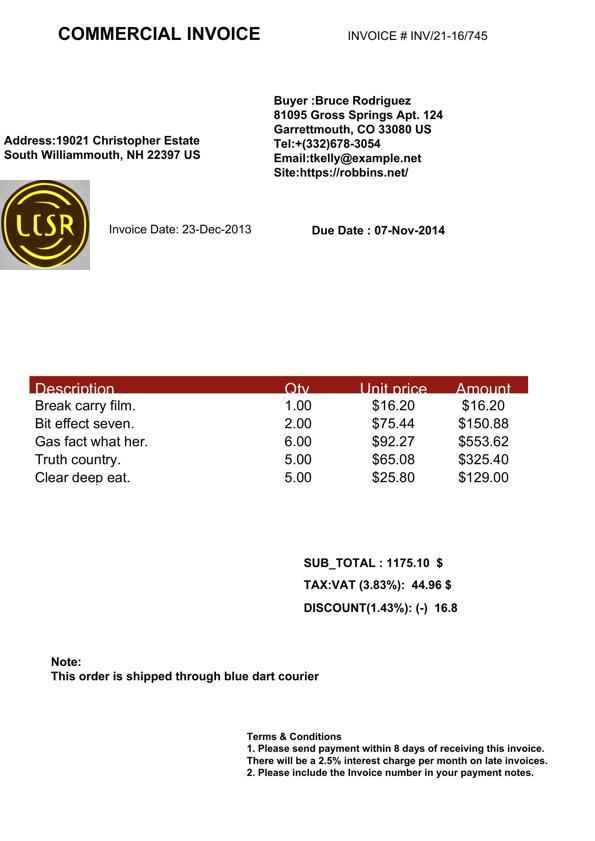 COMMERCIAL INVOICE
INVOICE # INV/21-16/745
Buyer :Bruce Rodriguez
81095 Gross Springs Apt. 124
Garrettmouth, CO 33080 US
Tel:+(332)678-3054
Email:tkelly@example.net
Site:https://robbins.net/
Address:19021 Christopher Estate
South Williammouth, NH 22397 US
LCSR
Invoice Date: 23-Dec-2013
Due Date : 07-Nov-2014
Description Qty Unit price Amount
Break carry film. 1.00 $16.20 $16.20
Bit effect seven. 2.00 $75.44 $150.88
Gas fact what her. 6.00 $92.27 $553.62
Truth country. 5.00 $65.08 $325.40
Clear deep eat. 5.00 $25.80 $129.00
SUB_TOTAL : 1175.10 $
TAX:VAT (3.83%): 44.96 $
DISCOUNT(1.43%): (-) 16.8
Note:
This order is shipped through blue dart courier
Terms & Conditions
1. Please send payment within 8 days of receiving this invoice.
There will be a 2.5% interest charge per month on late invoices.
2. Please include the Invoice number in your payment notes.